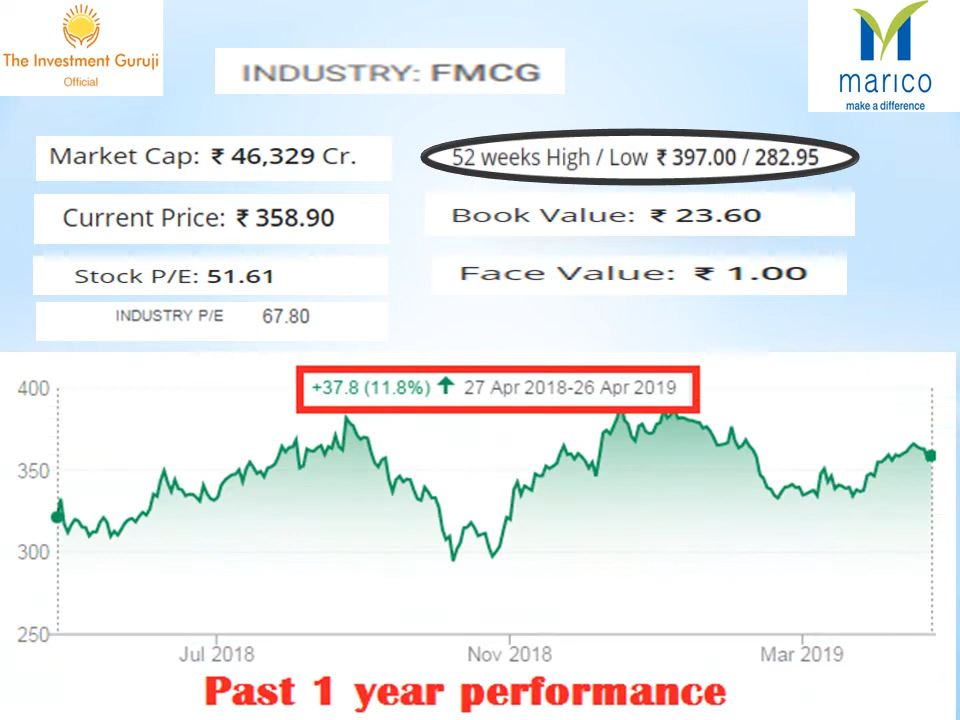 The Investment Guruji
Official
INDUSTRY: FMCG
marico
make a difference
Market Cap: ₹ 46,329 Cr.
52 weeks High / Low ₹ 397.00 / 282.95
Current Price: ₹ 358.90
Book Value: ₹ 23.60
Stock P/E: 51.61
Face Value: ₹ 1.00
INDUSTRY P/E 67.80
+37.8 (11.8%) ↑ 27 Apr 2018-26 Apr 2019
400
350
300
250
Jul 2018 Nov 2018 Mar 2019
Past 1 year performance